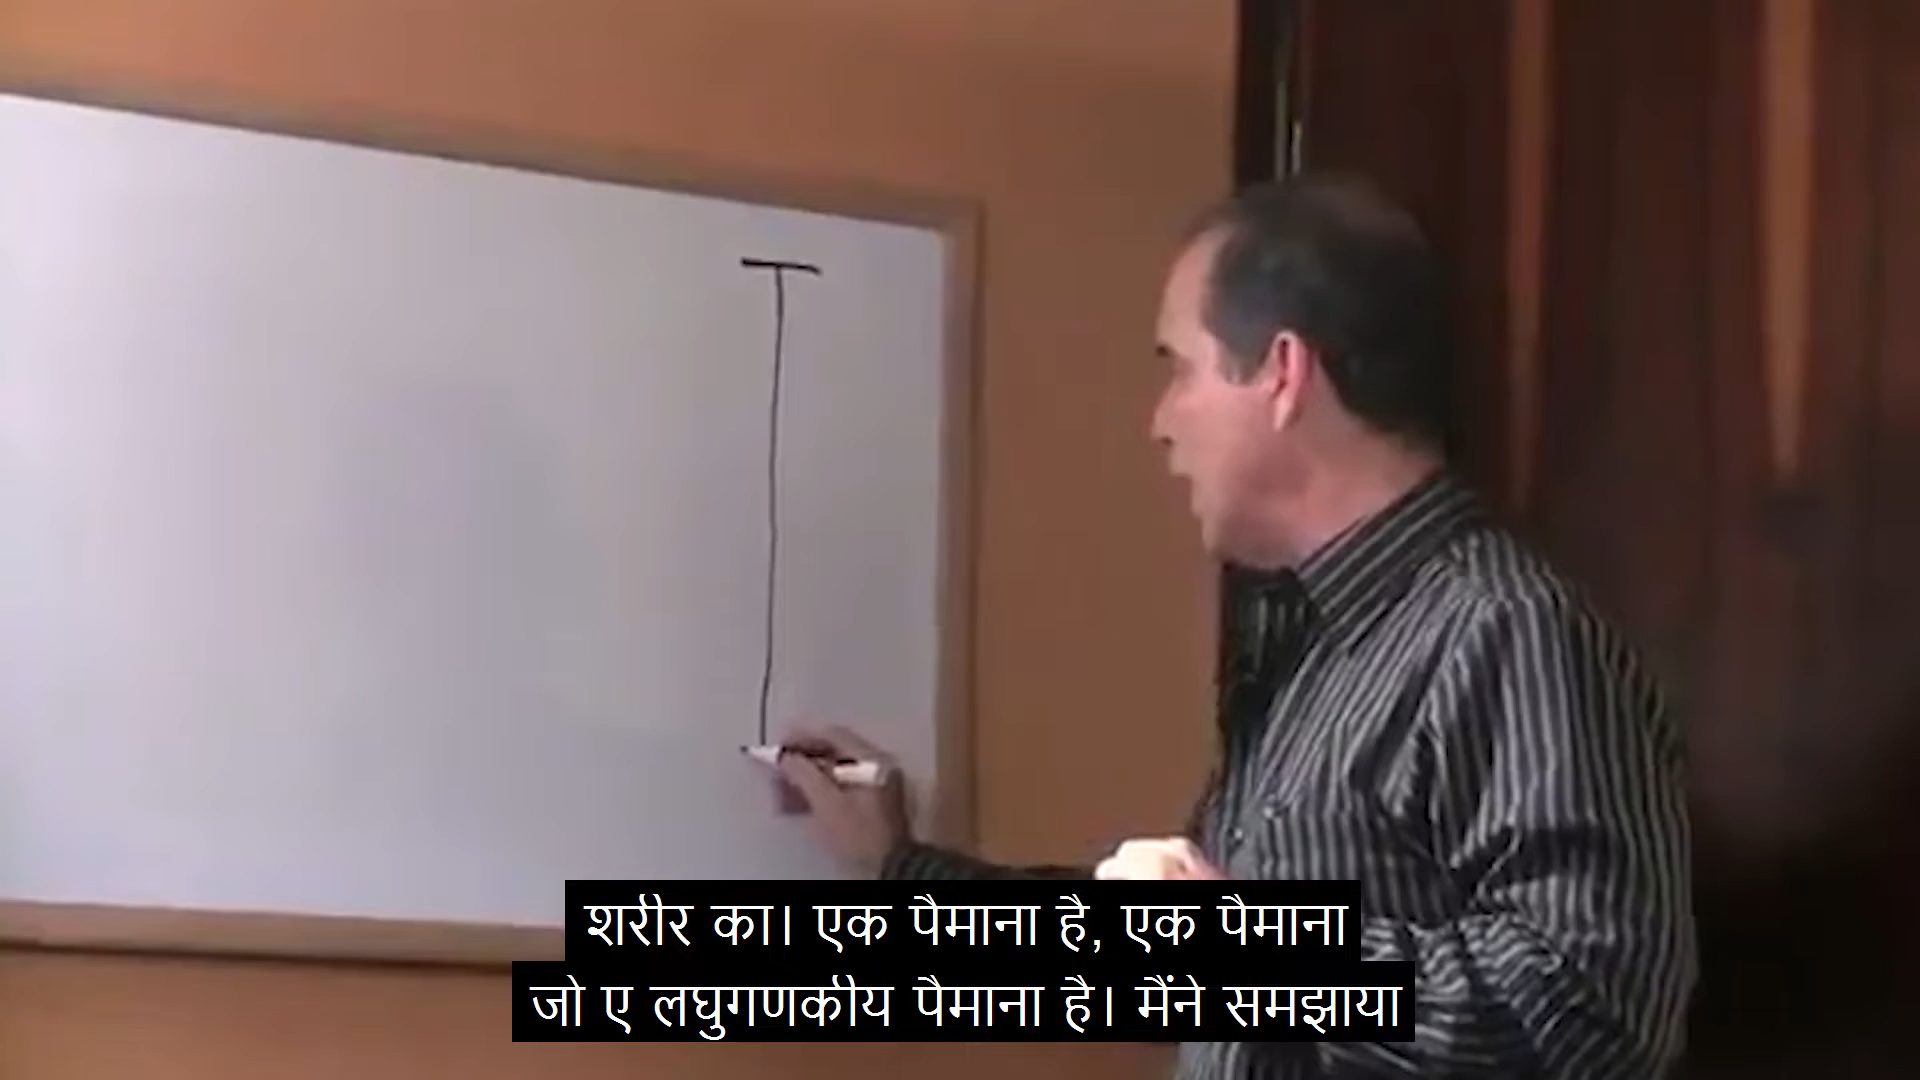 शरीर का। एक पैमाना है, एक पैमाना
जो ए लघुगणकीय पैमाना है। मैंने समझाया